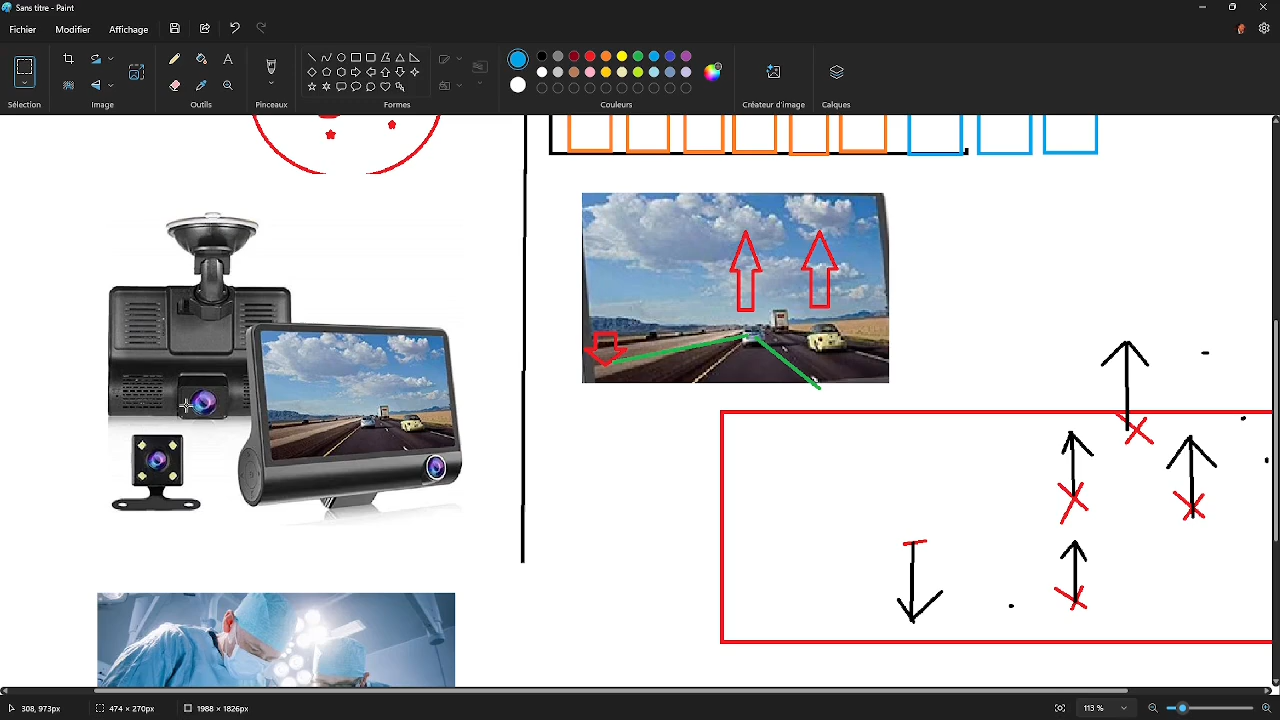 Sans titre - Paint
Fichier Modifier Affichage
Sélection Image Outils Pinceaux Formes Couleurs Créateur d'image Calques
308, 973px 474 × 270px 1988 × 1826px 113 %